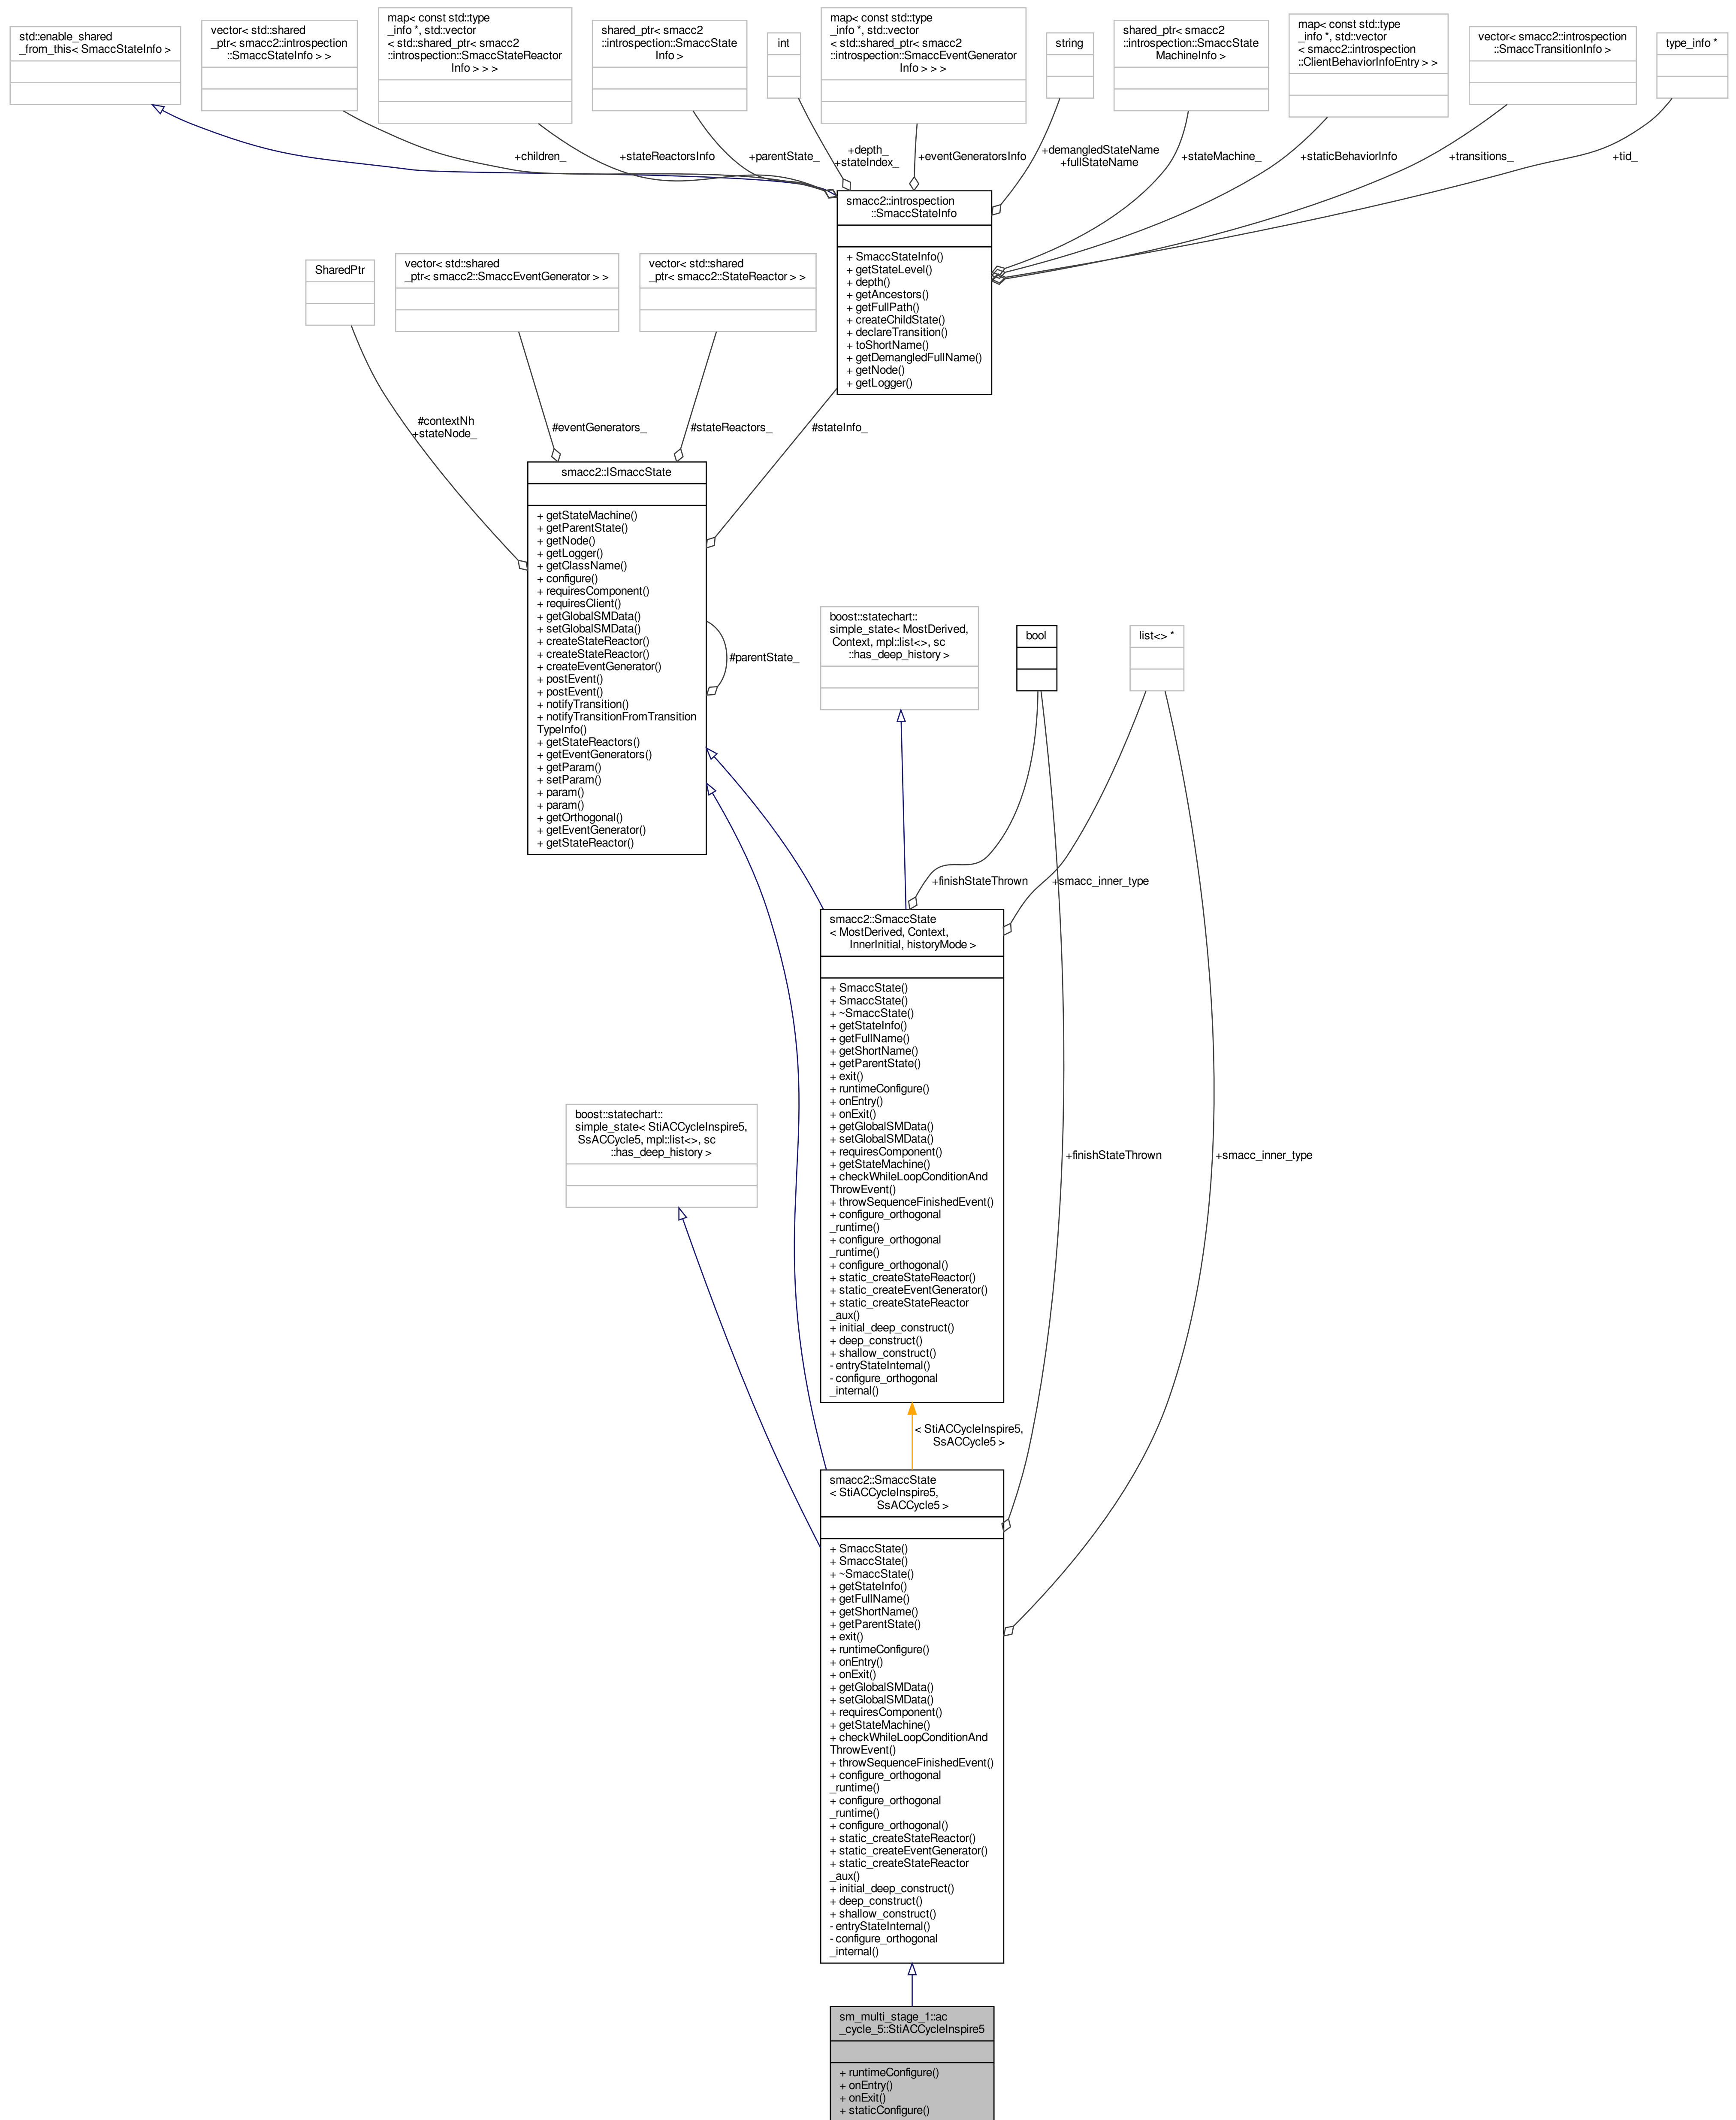 std::enable_shared
_from_this< SmaccStateInfo >
vector< std::shared
_ptr< smacc2::introspection
::SmaccStateInfo > >
map< const std::type
_info *, std::vector
< std::shared_ptr< smacc2
::introspection::SmaccStateReactor
Info > > >
shared_ptr< smacc2
::introspection::SmaccState
Info >
int
map< const std::type
_info *, std::vector
< std::shared_ptr< smacc2
::introspection::SmaccEventGenerator
Info > > >
string
shared_ptr< smacc2
::introspection::SmaccState
MachineInfo >
map< const std::type
_info *, std::vector
< smacc2::introspection
::ClientBehaviorInfoEntry > >
vector< smacc2::introspection
::SmaccTransitionInfo >
type_info *
+children_
+stateReactorsInfo
+parentState_
+depth_
+stateIndex_
+eventGeneratorsInfo
+demangledStateName
+fullStateName
+stateMachine_
+staticBehaviorInfo
+transitions_
+tid_
smacc2::introspection
::SmaccStateInfo
+ SmaccStateInfo()
+ getStateLevel()
+ depth()
+ getAncestors()
+ getFullPath()
+ createChildState()
+ declareTransition()
+ toShortName()
+ getDemangledFullName()
+ getNode()
+ getLogger()
SharedPtr
vector< std::shared
_ptr< smacc2::SmaccEventGenerator > >
vector< std::shared
_ptr< smacc2::StateReactor > >
#contextNh
+stateNode_
#eventGenerators_
#stateReactors_
#stateInfo_
smacc2::ISmaccState
+ getStateMachine()
+ getParentState()
+ getNode()
+ getLogger()
+ getClassName()
+ configure()
+ requiresComponent()
+ requiresClient()
+ getGlobalSMData()
+ setGlobalSMData()
+ createStateReactor()
+ createStateReactor()
+ createEventGenerator()
+ postEvent()
+ postEvent()
+ notifyTransition()
+ notifyTransitionFromTransition
TypeInfo()
+ getStateReactors()
+ getEventGenerators()
+ getParam()
+ setParam()
+ param()
+ param()
+ getOrthogonal()
+ getEventGenerator()
+ getStateReactor()
#parentState_
boost::statechart::
simple_state< MostDerived,
Context, mpl::list<>, sc
::has_deep_history >
bool
list<> *
+finishStateThrown
+smacc_inner_type
smacc2::SmaccState
< MostDerived, Context,
InnerInitial, historyMode >
+ SmaccState()
+ SmaccState()
+ ~SmaccState()
+ getStateInfo()
+ getFullName()
+ getShortName()
+ getParentState()
+ exit()
+ runtimeConfigure()
+ onEntry()
+ onExit()
+ getGlobalSMData()
+ setGlobalSMData()
+ requiresComponent()
+ getStateMachine()
+ checkWhileLoopConditionAnd
ThrowEvent()
+ throwSequenceFinishedEvent()
+ configure_orthogonal
_runtime()
+ configure_orthogonal
_runtime()
+ configure_orthogonal()
+ static_createStateReactor()
+ static_createEventGenerator()
+ static_createStateReactor
_aux()
+ initial_deep_construct()
+ deep_construct()
+ shallow_construct()
- entryStateInternal()
- configure_orthogonal
_internal()
boost::statechart::
simple_state< StiACCycleInspire5,
SsACCycle5, mpl::list<>, sc
::has_deep_history >
+finishStateThrown
+smacc_inner_type
< StiACCycleInspire5,
SsACCycle5 >
smacc2::SmaccState
< StiACCycleInspire5,
SsACCycle5 >
+ SmaccState()
+ SmaccState()
+ ~SmaccState()
+ getStateInfo()
+ getFullName()
+ getShortName()
+ getParentState()
+ exit()
+ runtimeConfigure()
+ onEntry()
+ onExit()
+ getGlobalSMData()
+ setGlobalSMData()
+ requiresComponent()
+ getStateMachine()
+ checkWhileLoopConditionAnd
ThrowEvent()
+ throwSequenceFinishedEvent()
+ configure_orthogonal
_runtime()
+ configure_orthogonal
_runtime()
+ configure_orthogonal()
+ static_createStateReactor()
+ static_createEventGenerator()
+ static_createStateReactor
_aux()
+ initial_deep_construct()
+ deep_construct()
+ shallow_construct()
- entryStateInternal()
- configure_orthogonal
_internal()
sm_multi_stage_1::ac
_cycle_5::StiACCycleInspire5
+ runtimeConfigure()
+ onEntry()
+ onExit()
+ staticConfigure()